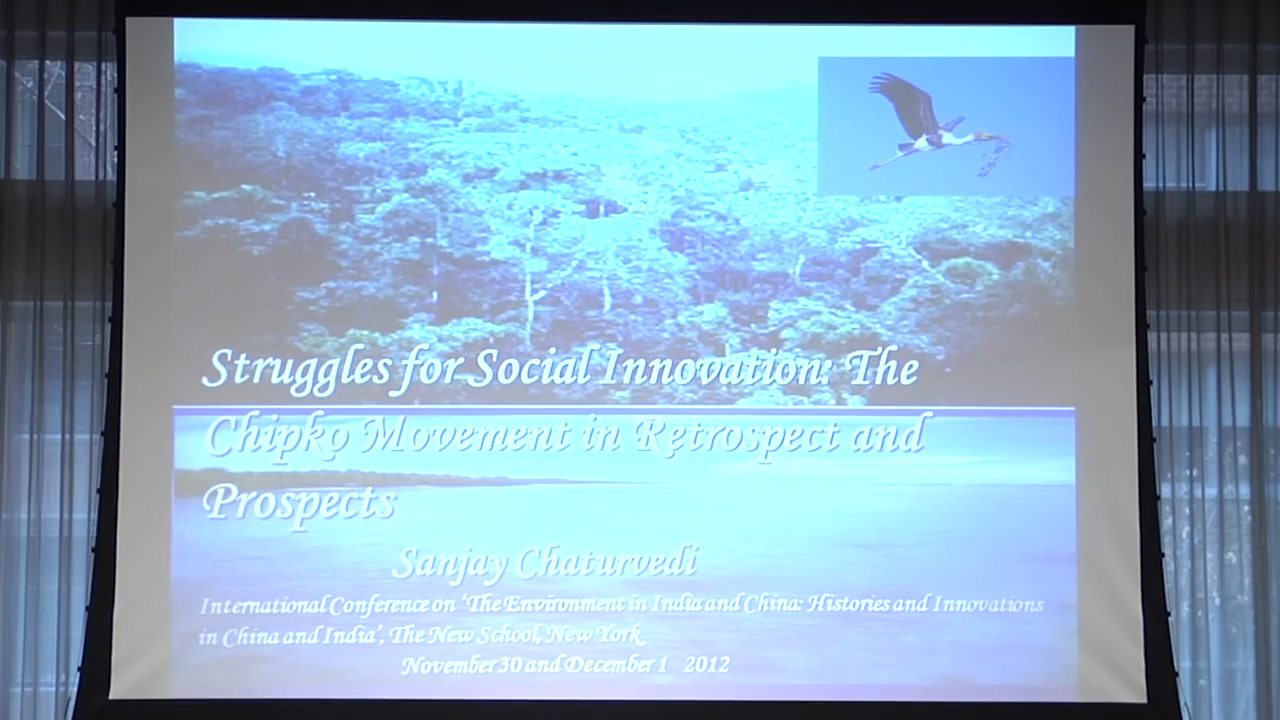 Struggles for Social Innovation: The
Chipko Movement in Retrospect and
Prospects
Sanjay Chaturvedi
International Conference on 'The Environment in India and China: Histories and Innovations
in China and India', The New School, New York
November 30 and December 1 2012